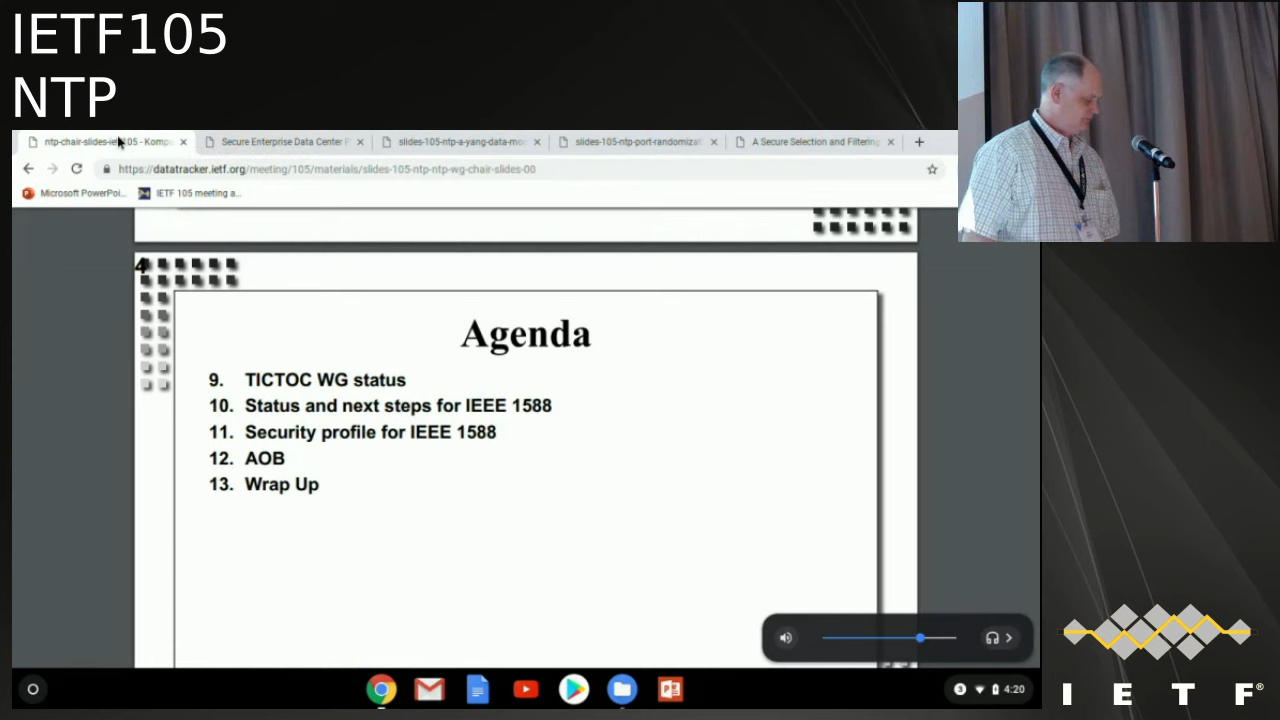 IETF105
NTP
ntp-chair-slides-ietf105 - Komp
Secure Enterprise Data Center P
slides-105-ntp-a-yang-data-mo
slides-105-ntp-port-randomizat
A Secure Selection and Filtering
https://datatracker.ietf.org/meeting/105/materials/slides-105-ntp-ntp-wg-chair-slides-00
Microsoft PowerPoi...
IETF 105 meeting a...
4
Agenda
9. TICTOC WG status
10. Status and next steps for IEEE 1588
11. Security profile for IEEE 1588
12. AOB
13. Wrap Up
3
4:20
I E T F®